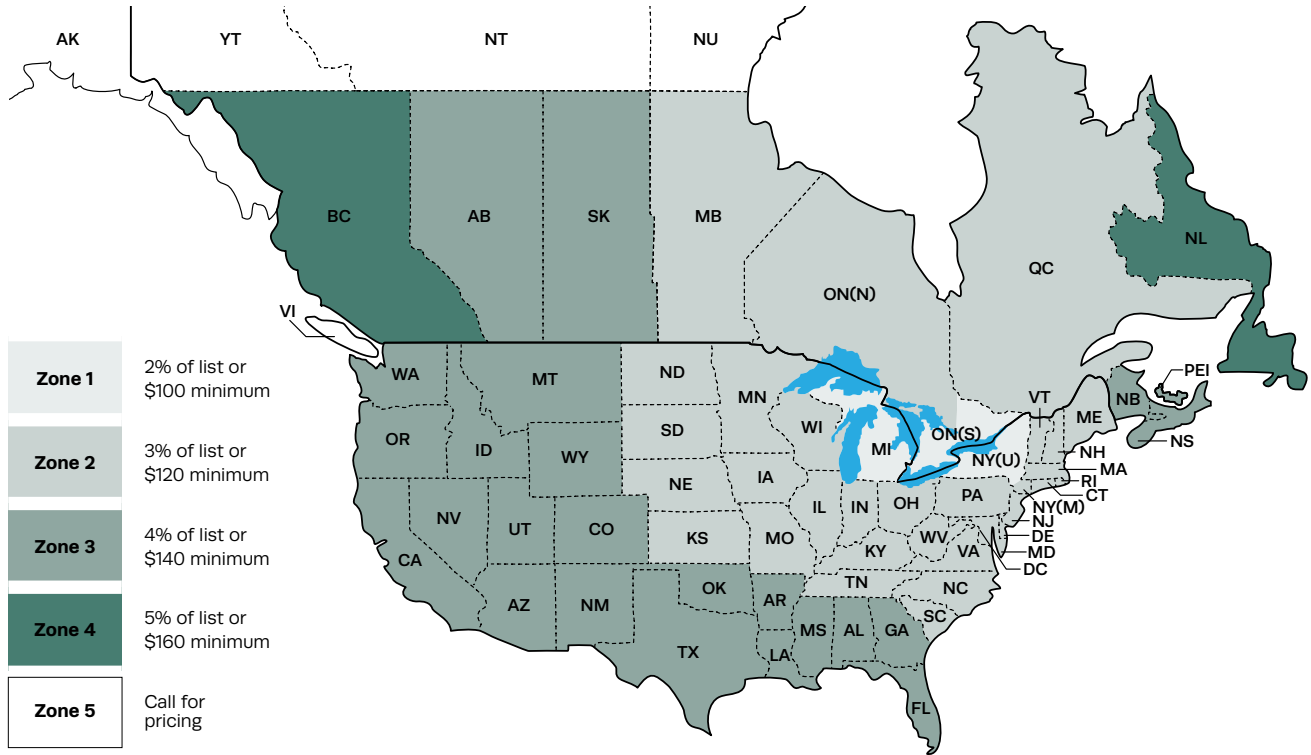 AK
YT
NT
NU
BC
AB
SK
MB
ON(N)
QC
NL
VI
Zone 1
2% of list or
$100 minimum
Zone 2
3% of list or
$120 minimum
Zone 3
4% of list or
$140 minimum
Zone 4
5% of list or
$160 minimum
Zone 5
Call for
pricing
WA
MT
ND
MN
OR
ID
WY
SD
WI
MI
ON(S)
NY(U)
VT
ME
NB
PEI
NS
NH
MA
RI
CT
NY(M)
NJ
DE
MD
DC
NV
UT
CO
NE
IA
IL
IN
OH
PA
CA
KS
MO
KY
WV
VA
AZ
NM
OK
AR
TN
NC
SC
TX
LA
MS
AL
GA
FL